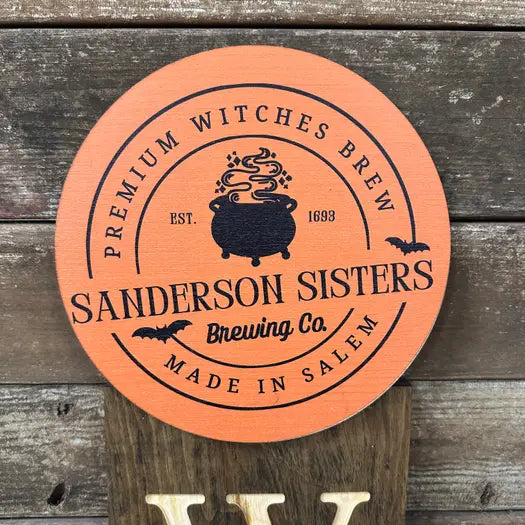 PREMIUM WITCHES BREW
EST. 1693
SANDERSON SISTERS
Brewing Co.
MADE IN SALEM
W